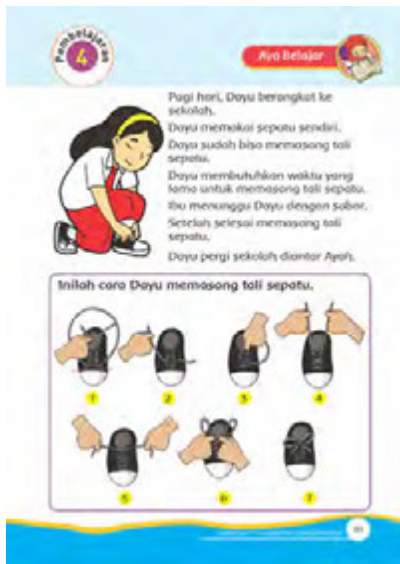 Pembelajaran
4
Ayo Belajar
Pagi hari, Dayu berangkat ke
sekolah.
Dayu memakai sepatu sendiri.
Dayu sudah bisa memasang tali
sepatu.
Dayu membutuhkan waktu yang
lama untuk memasang tali sepatu.
Ibu menunggu Dayu dengan sabar.
Setelah selesai memasang tali
sepatu.
Dayu pergi sekolah diantar Ayah.
Inilah cara Dayu memasang tali sepatu.
1
2
3
4
5
6
7